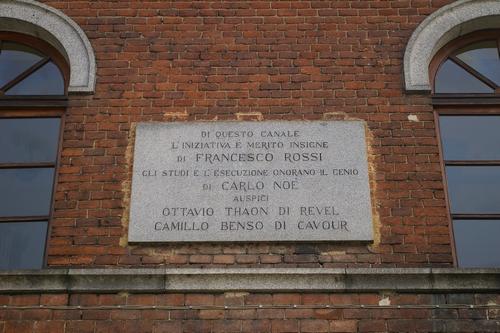 DI QUESTO CANALE
L'INIZIATIVA È MERITO INSIGNE
DI FRANCESCO ROSSI
GLI STUDI E L'ESECUZIONE ONORANO IL GENIO
DI CARLO NOÈ
AUSPICI
OTTAVIO THAON DI REVEL
CAMILLO BENSO DI CAVOUR